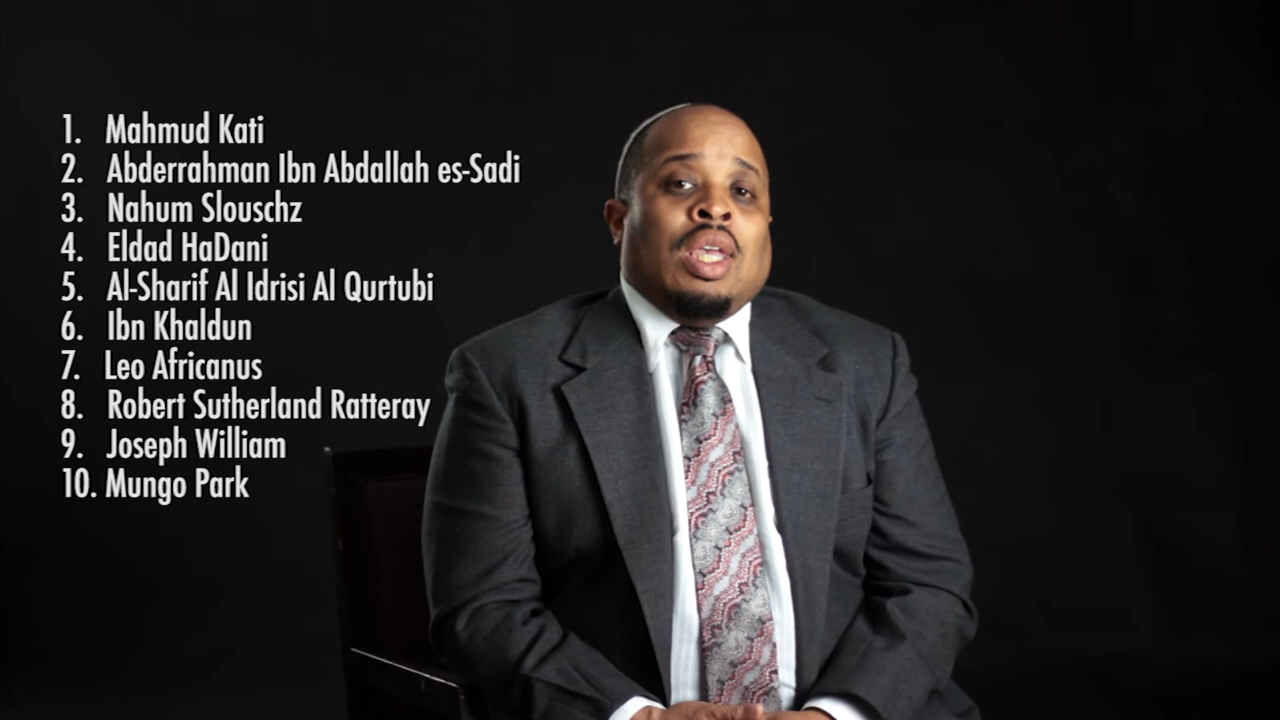 1. Mahmud Kati
2. Abderrahman Ibn Abdallah es-Sadi
3. Nahum Slouschz
4. Eldad HaDani
5. Al-Sharif Al Idrisi Al Qurtubi
6. Ibn Khaldun
7. Leo Africanus
8. Robert Sutherland Ratteray
9. Joseph William
10. Mungo Park